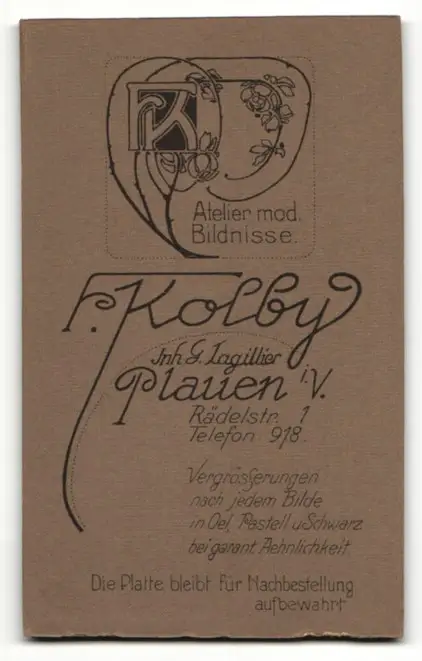 FK
Atelier mod.
Bildnisse.
F. Kolby
Inh. G. Lagillier
Plauen i.V.
Rädelstr. 1
Telefon 918.
Vergrösserungen
nach jedem Bilde
in Oel, Pastell u. Schwarz
bei garant. Aehnlichkeit.
Die Platte bleibt für Nachbestellung
aufbewahrt